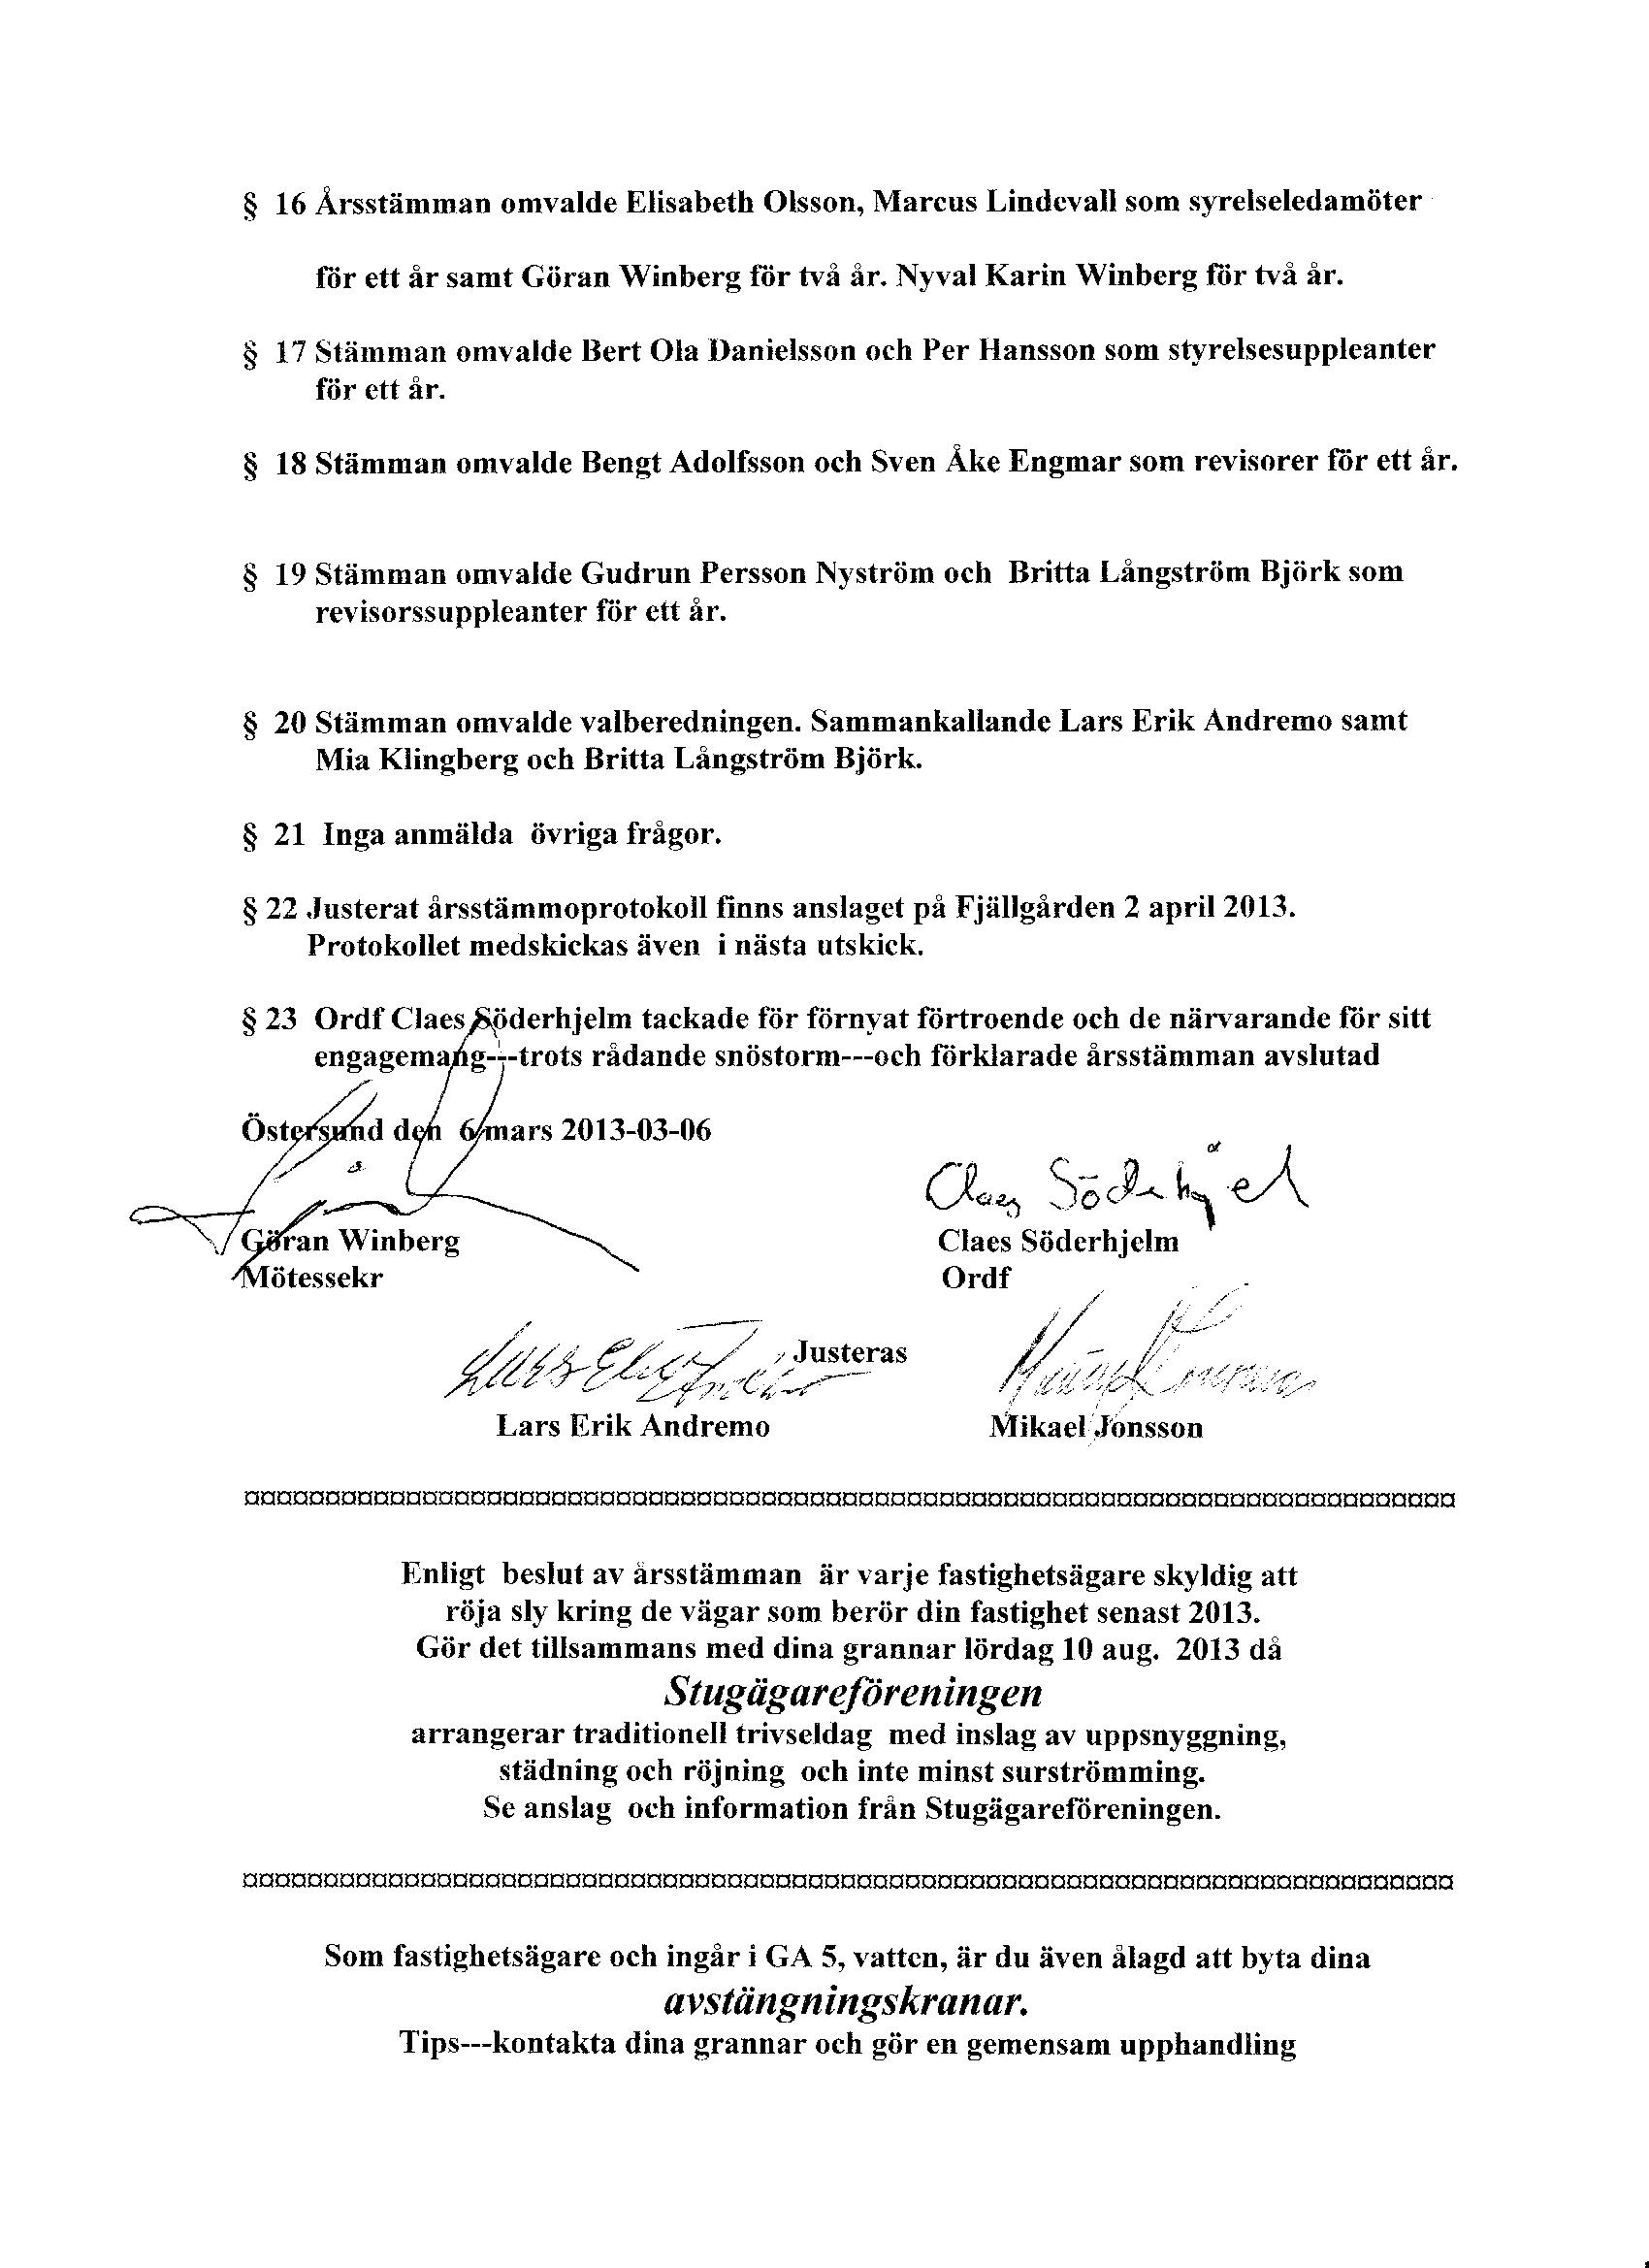 § 16 Årsstämman omvalde Elisabeth Olsson, Marcus Lindevall som syrelseledamöter
för ett år samt Göran Winberg för två år. Nyval Karin Winberg för två år.
§ 17 Stämman omvalde Bert Ola Danielsson och Per Hansson som styrelsesuppleanter
för ett år.
§ 18 Stämman omvalde Bengt Adolfsson och Sven Åke Engmar som revisorer för ett år.
§ 19 Stämman omvalde Gudrun Persson Nyström och Britta Långström Björk som
revisorssuppleanter för ett år.
§ 20 Stämman omvalde valberedningen. Sammankallande Lars Erik Andremo samt
Mia Klingberg och Britta Långström Björk.
§ 21 Inga anmälda övriga frågor.
§ 22 Justerat årsstämmoprotokoll finns anslaget på Fjällgården 2 april 2013.
Protokollet medskickas även i nästa utskick.
§ 23 Ordf Claes Söderhjelm tackade för förnyat förtroende och de närvarande för sitt
engagemang---trots rådande snöstorm---och förklarade årsstämman avslutad
Östersund den 6 mars 2013-03-06
Claes Söderhjel
Göran Winberg Claes Söderhjelm
Mötessekr Ordf
Lars Erik Andremo Justeras
Lars Erik Andremo Mikael Jonsson
¤¤¤¤¤¤¤¤¤¤¤¤¤¤¤¤¤¤¤¤¤¤¤¤¤¤¤¤¤¤¤¤¤¤¤¤¤¤¤¤¤¤¤¤¤¤¤¤¤¤¤¤¤¤¤¤¤¤¤¤¤¤¤¤¤¤¤¤¤¤¤¤¤¤¤
Enligt beslut av årsstämman är varje fastighetsägare skyldig att
röja sly kring de vägar som berör din fastighet senast 2013.
Gör det tillsammans med dina grannar lördag 10 aug. 2013 då
Stugägareföreningen
arrangerar traditionell trivseldag med inslag av uppsnyggning,
städning och röjning och inte minst surströmming.
Se anslag och information från Stugägareföreningen.
¤¤¤¤¤¤¤¤¤¤¤¤¤¤¤¤¤¤¤¤¤¤¤¤¤¤¤¤¤¤¤¤¤¤¤¤¤¤¤¤¤¤¤¤¤¤¤¤¤¤¤¤¤¤¤¤¤¤¤¤¤¤¤¤¤¤¤¤¤¤¤¤¤¤¤
Som fastighetsägare och ingår i GA 5, vatten, är du även ålagd att byta dina
avstängningskranar.
Tips---kontakta dina grannar och gör en gemensam upphandling